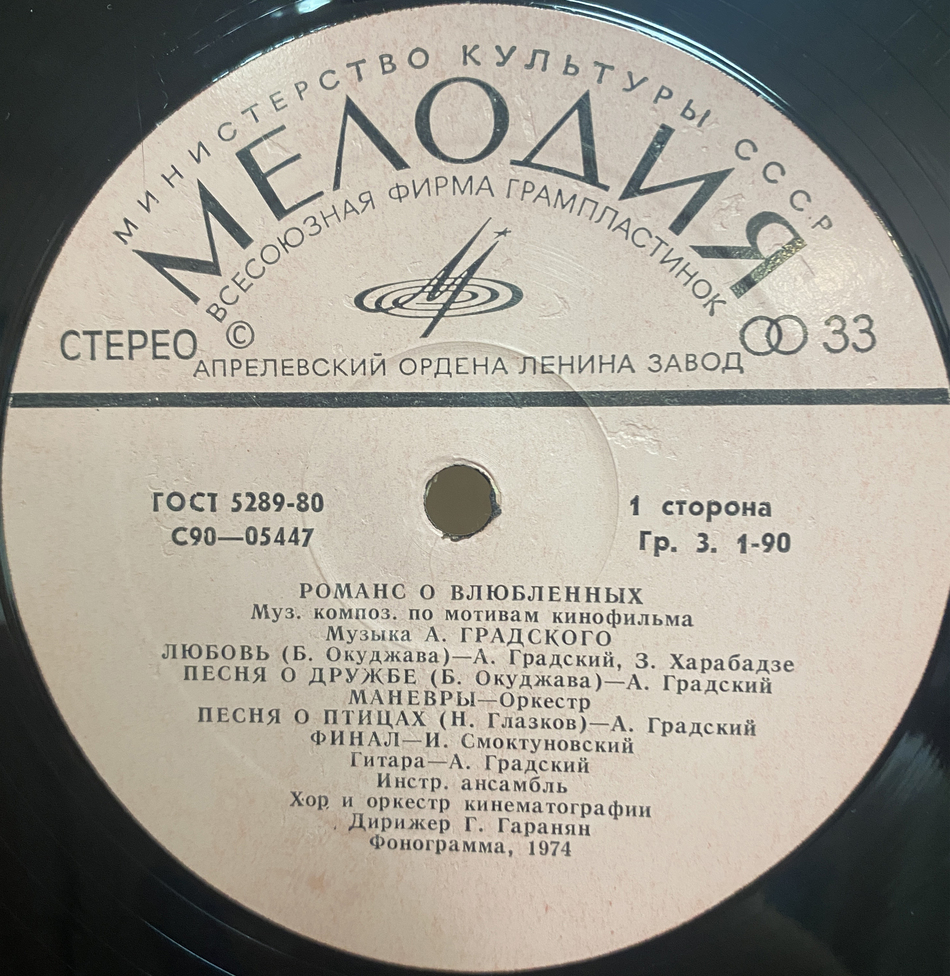 МИНИСТЕРСТВО КУЛЬТУРЫ СССР
МЕЛОДИЯ
ВСЕСОЮЗНАЯ ФИРМА ГРАМПЛАСТИНОК
СТЕРЕО © 33
АПРЕЛЕВСКИЙ ОРДЕНА ЛЕНИНА ЗАВОД
ГОСТ 5289-80
С90—05447
1 сторона
Гр. 3. 1-90
РОМАНС О ВЛЮБЛЕННЫХ
Муз. композ. по мотивам кинофильма
Музыка А. ГРАДСКОГО
ЛЮБОВЬ (Б. Окуджава)—А. Градский, З. Харабадзе
ПЕСНЯ О ДРУЖБЕ (Б. Окуджава)—А. Градский
МАНЕВРЫ—Оркестр
ПЕСНЯ О ПТИЦАХ (Н. Глазков)—А. Градский
ФИНАЛ—И. Смоктуновский
Гитара—А. Градский
Инстр. ансамбль
Хор и оркестр кинематографии
Дирижер Г. Гаранян
Фонограмма, 1974